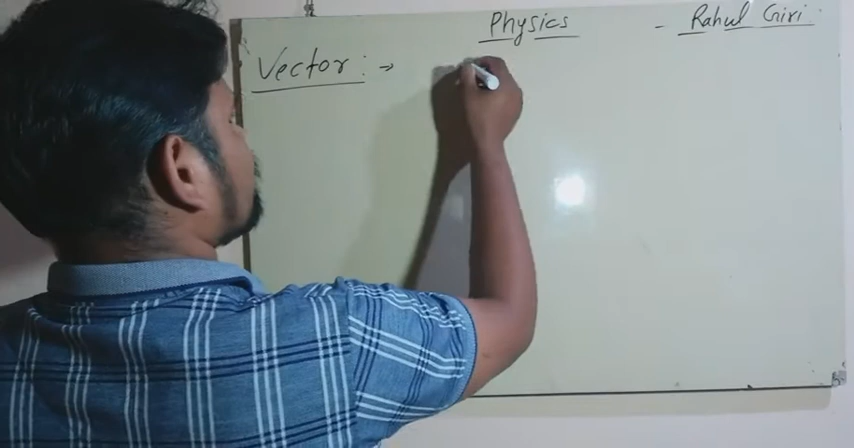 Physics - Rahul Giri
Vector : →